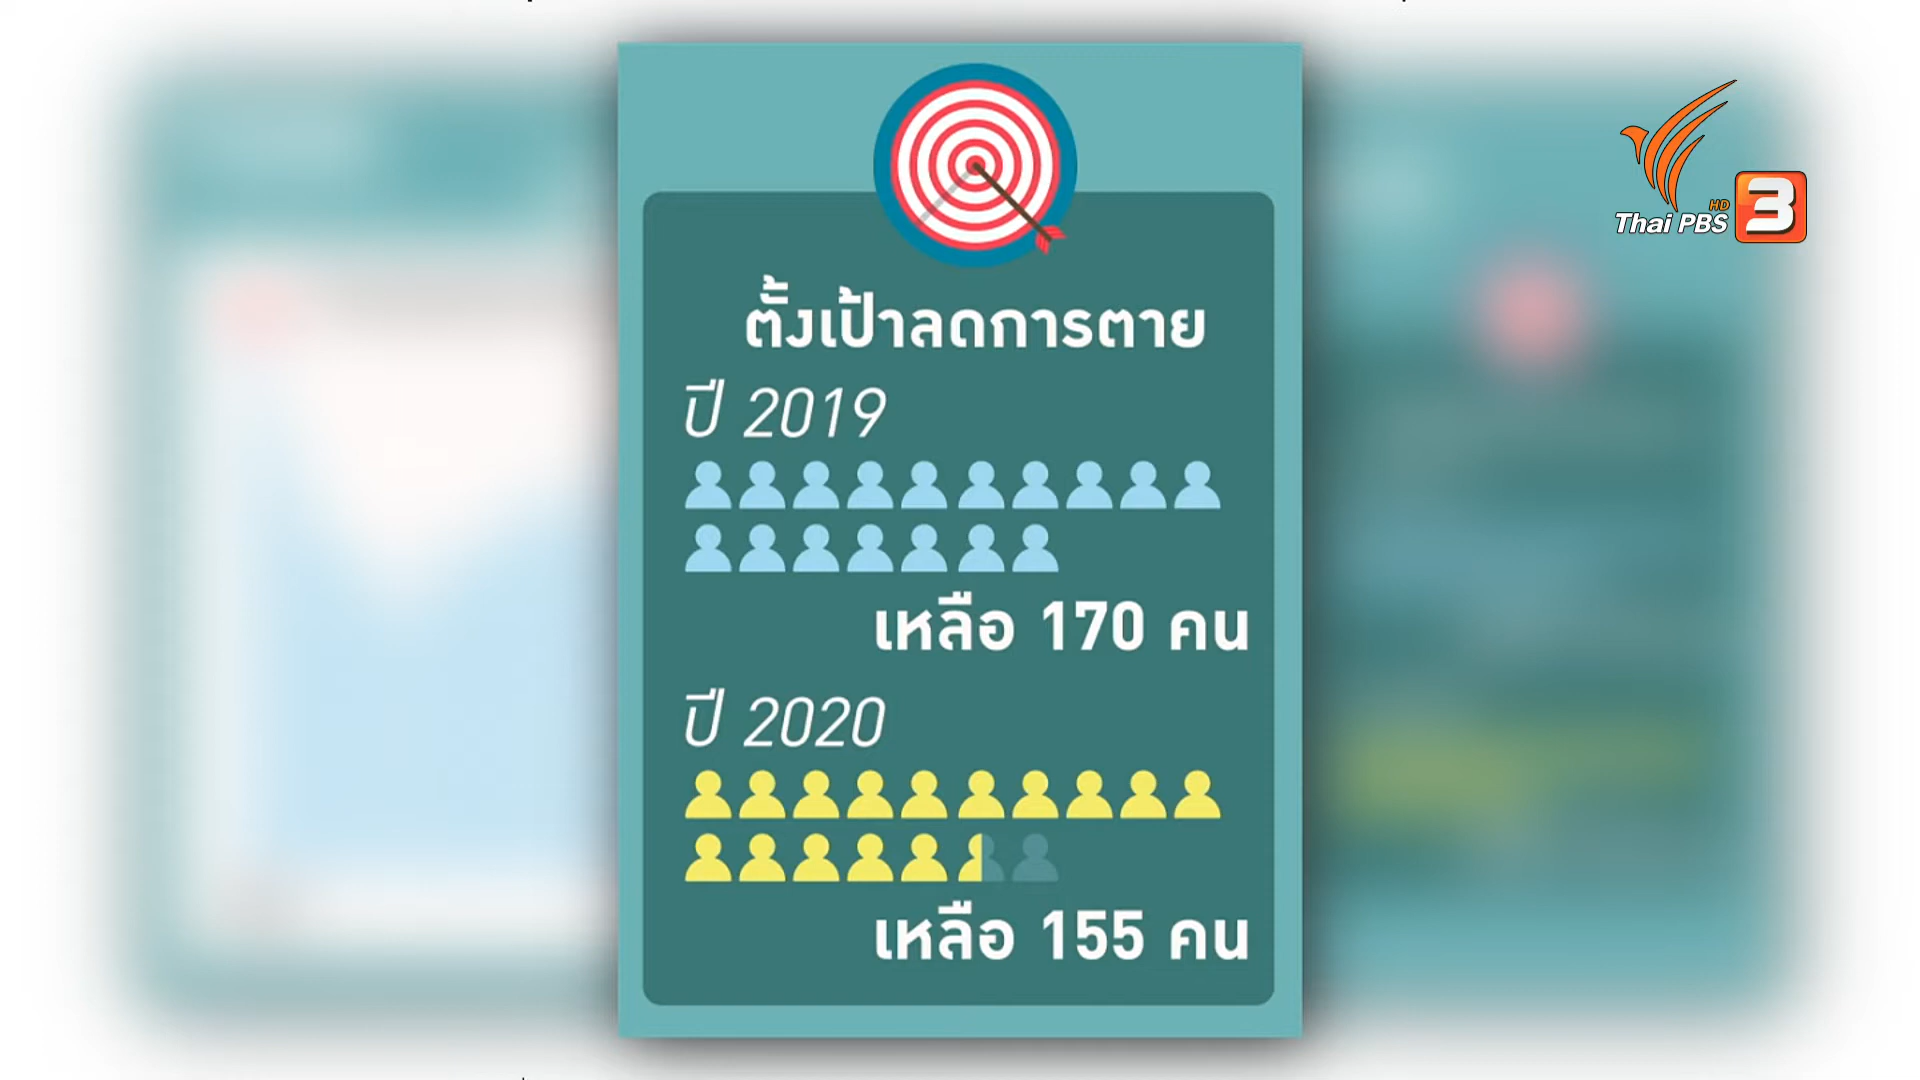 ตั้งเป้าลดการตาย
ปี 2019
เหลือ 170 คน
ปี 2020
เหลือ 155 คน
HD
Thai PBS 3